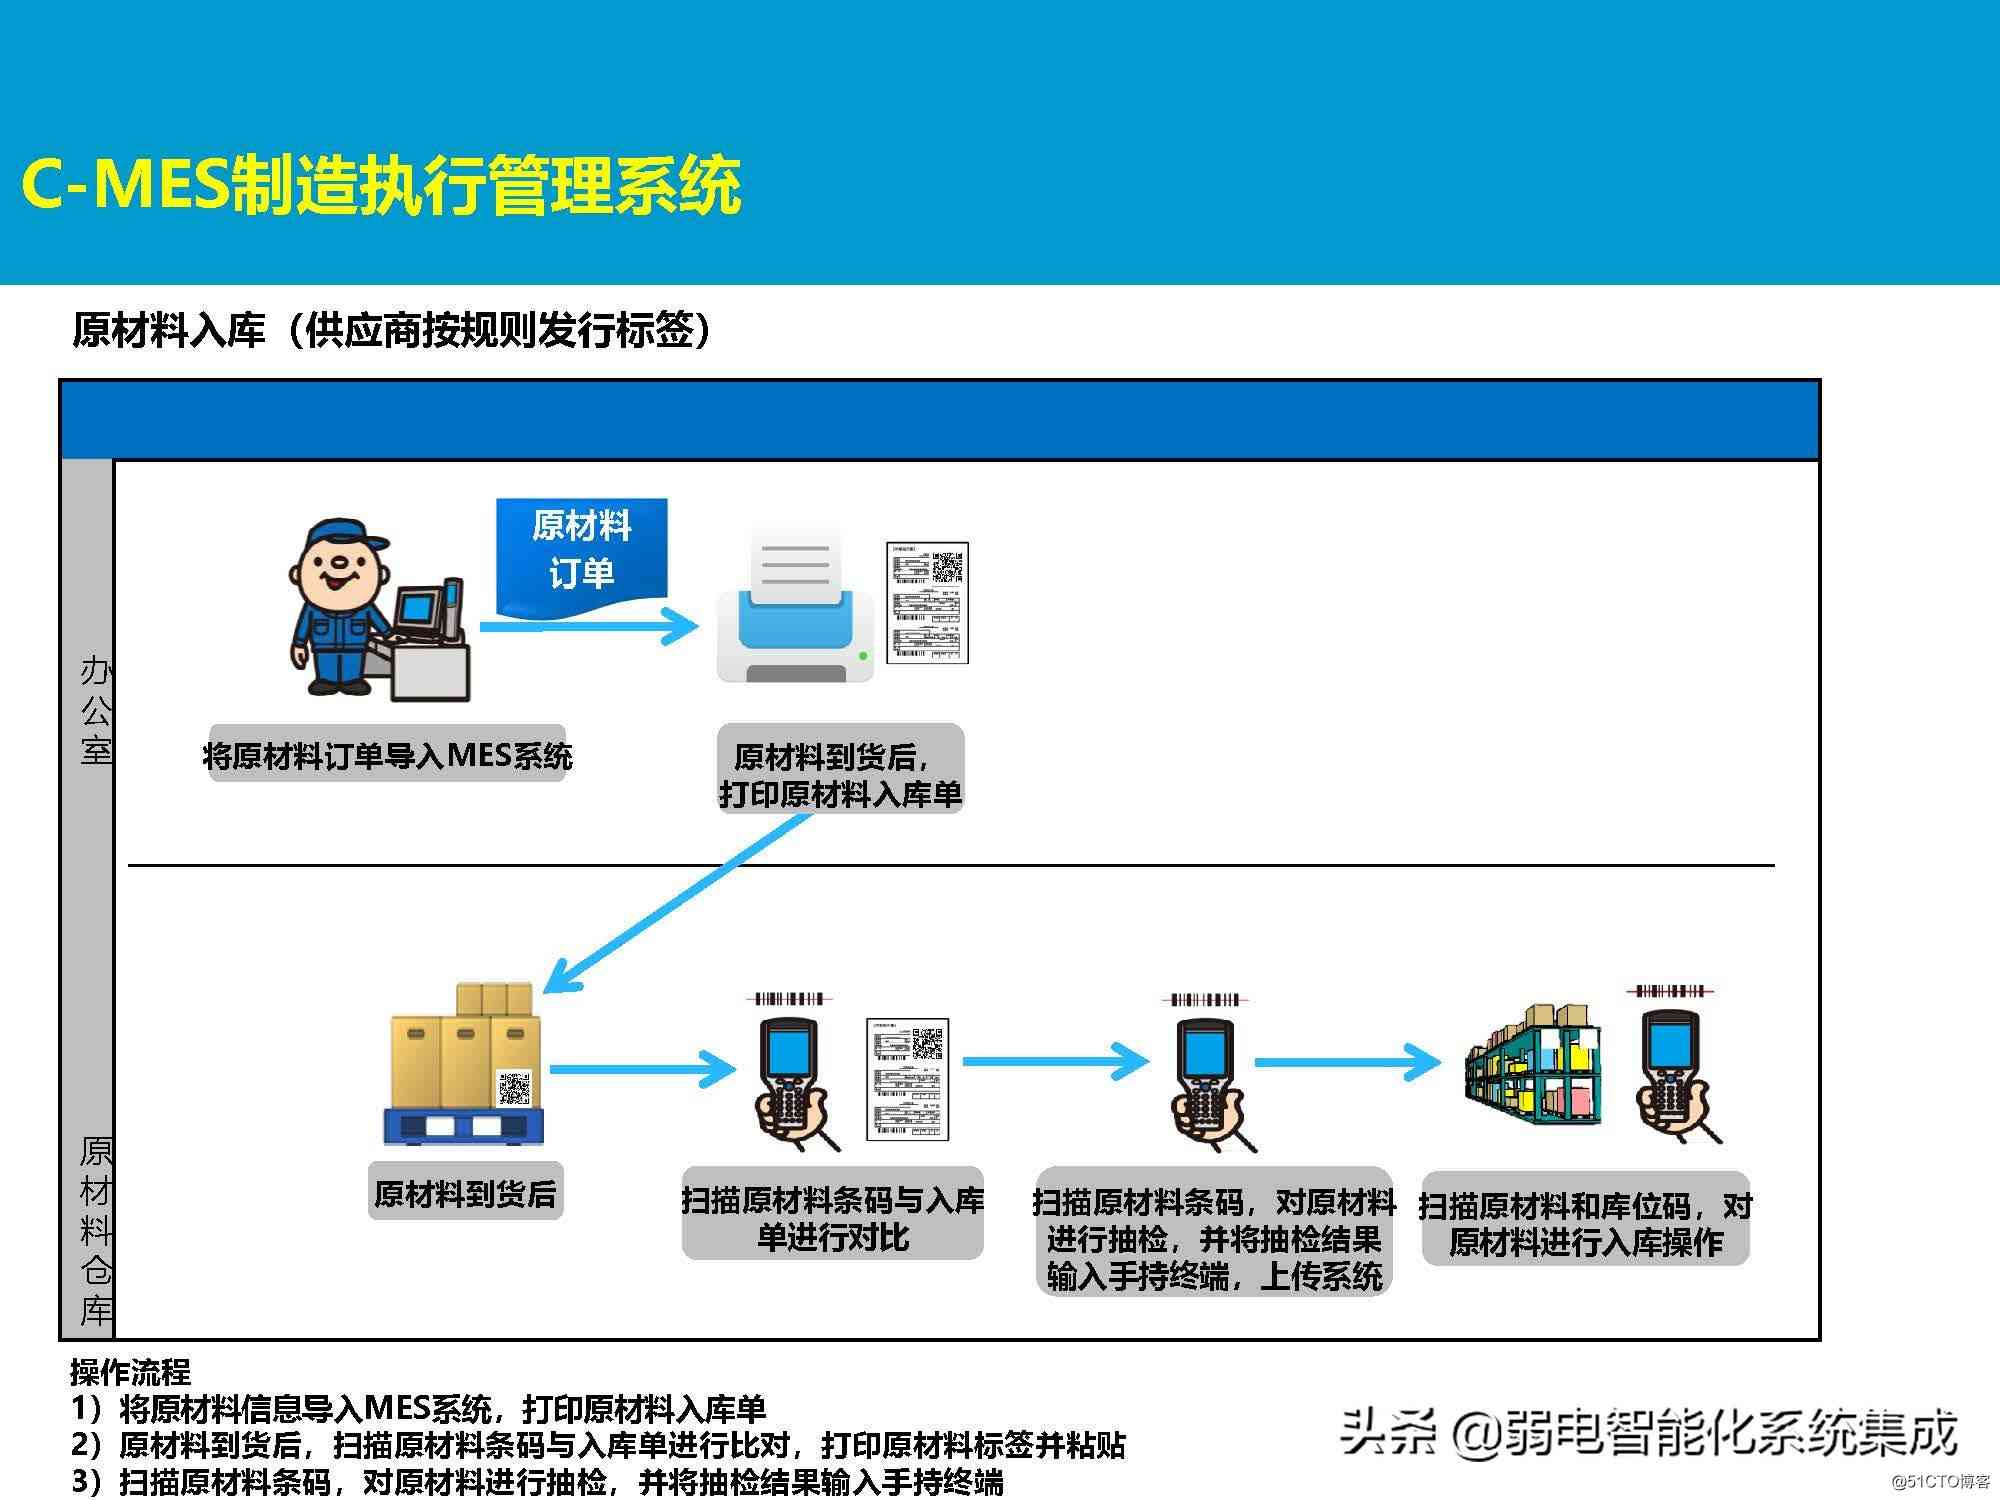 C-MES制造执行管理系统
原材料入库（供应商按规则发行标签）
办
公
室
原材料
订单
将原材料订单导入MES系统
原材料到货后，
打印原材料入库单
原
材
料
仓
库
原材料到货后
扫描原材料条码与入库
单进行对比
扫描原材料条码，对原材料
进行抽检，并将抽检结果
输入手持终端，上传系统
扫描原材料和库位码，对
原材料进行入库操作
操作流程
1）将原材料信息导入MES系统，打印原材料入库单
2）原材料到货后，扫描原材料条码与入库单进行比对，打印原材料标签并粘贴
3）扫描原材料条码，对原材料进行抽检，并将抽检结果输入手持终端
头条 @弱电智能化系统集成
@51CTO博客